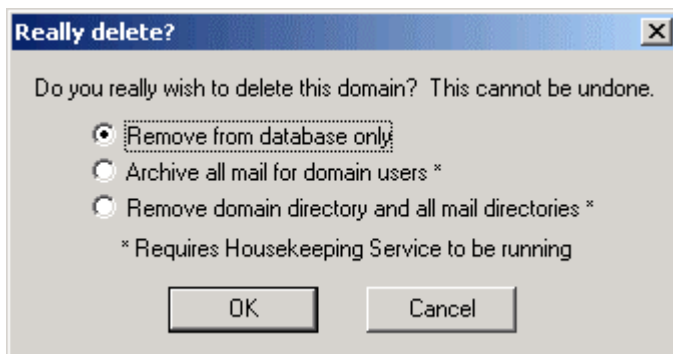 Really delete?
Do you really wish to delete this domain?  This cannot be undone.
Remove from database only
Archive all mail for domain users *
Remove domain directory and all mail directories *
* Requires Housekeeping Service to be running
OK Cancel